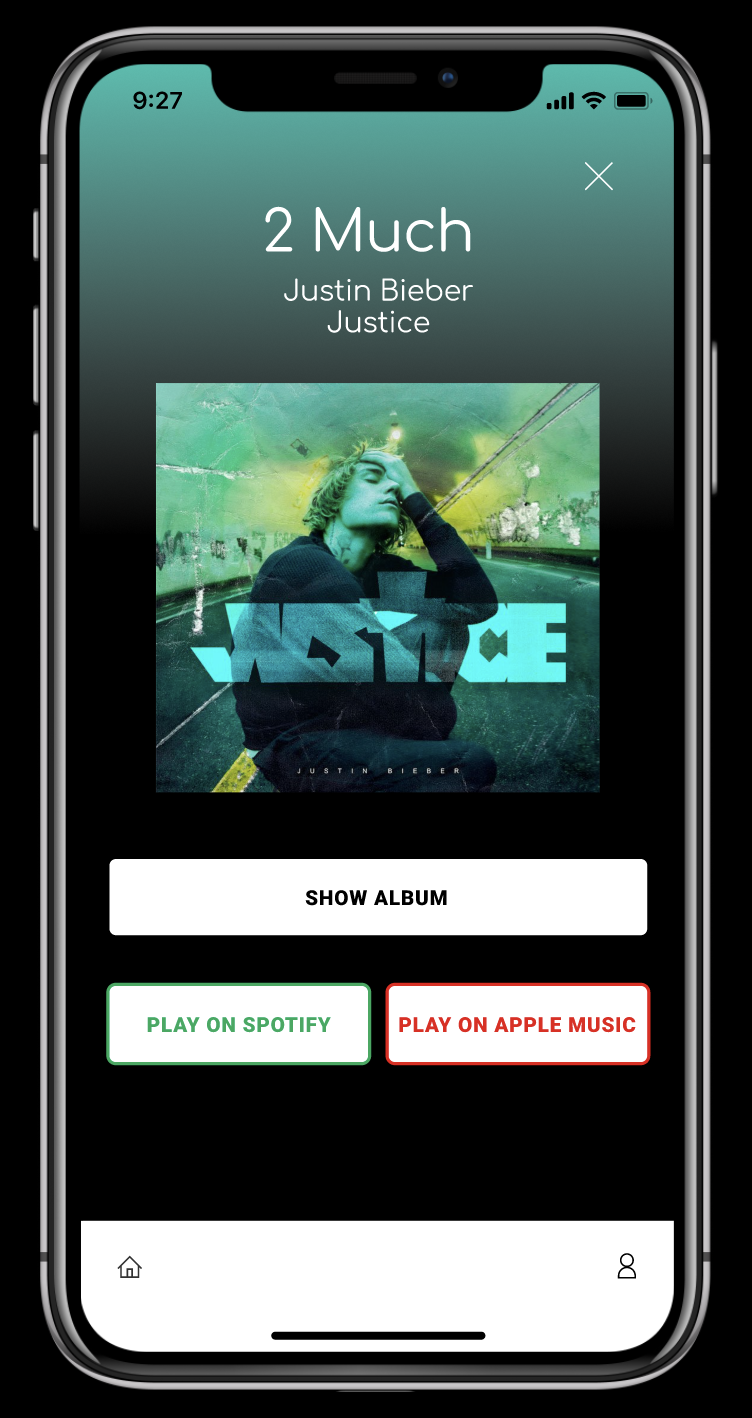 9:27
2 Much
Justin Bieber
Justice
JUSTICE
JUSTIN BIEBER
SHOW ALBUM
PLAY ON SPOTIFY
PLAY ON APPLE MUSIC